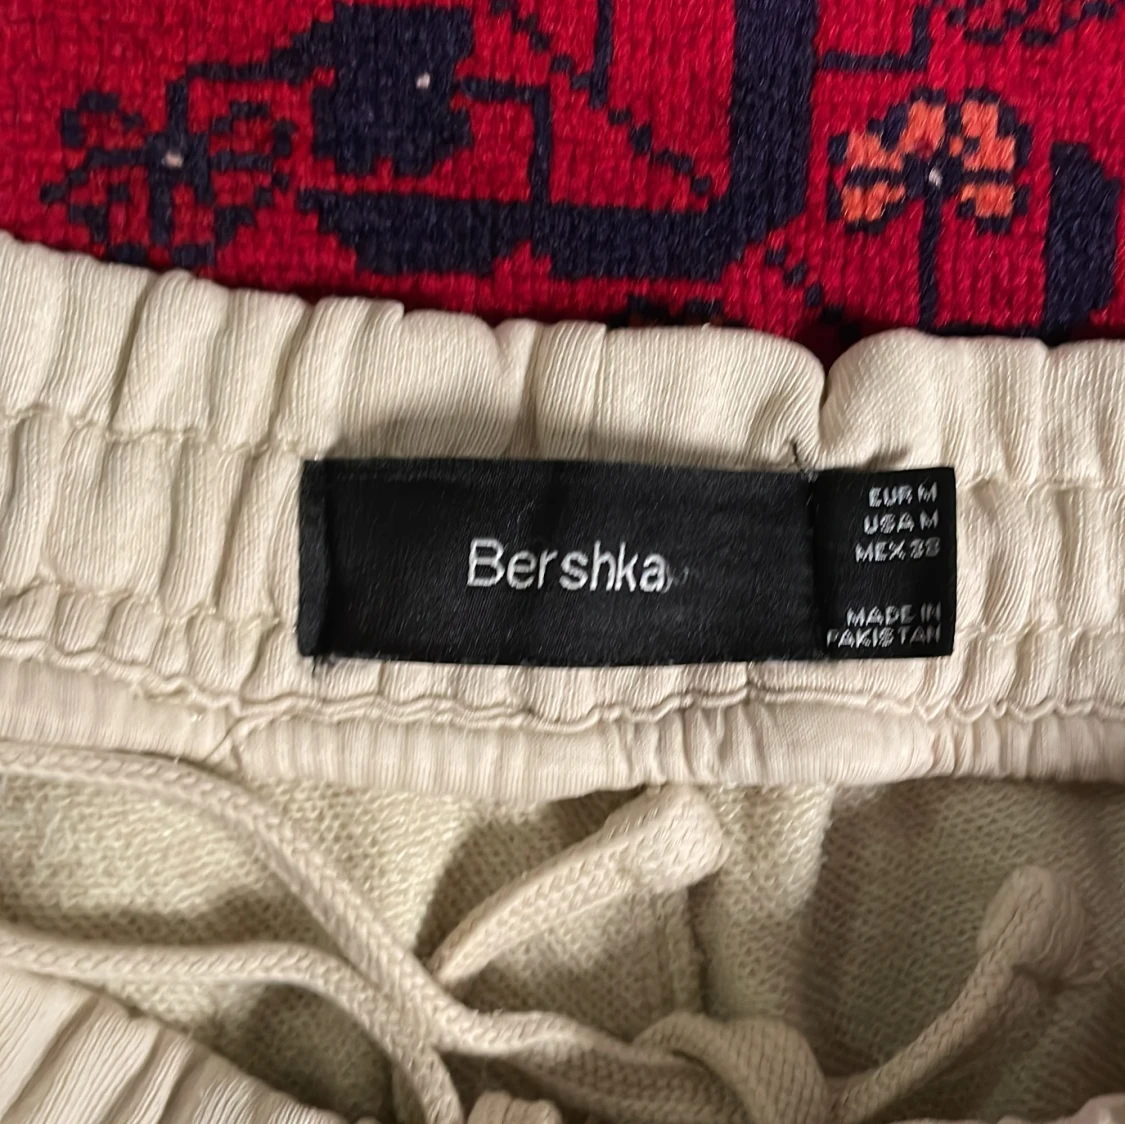 Bershka
EUR M
USA M
MEX 38
MADE IN
PAKISTAN